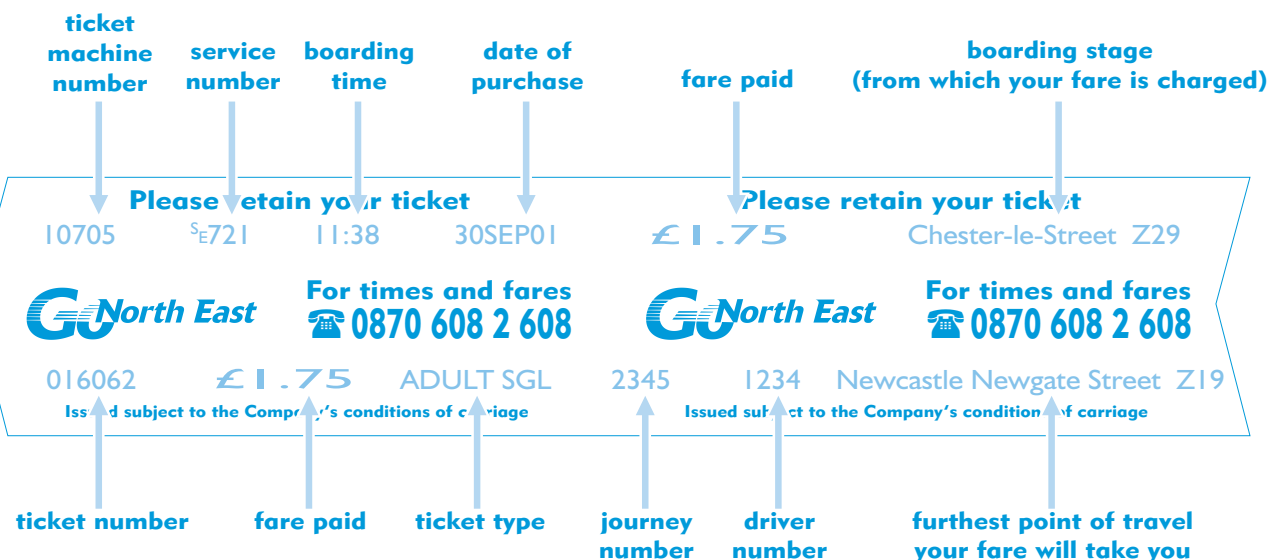 ticket
machine
number
service
number
boarding
time
date of
purchase
fare paid
boarding stage
(from which your fare is charged)
Please retain your ticket Please retain your ticket
10705 SE721 11:38 30SEP01 £1.75 Chester-le-Street Z29
Go North East For times and fares Go North East For times and fares
0870 608 2 608 0870 608 2 608
016062 £1.75 ADULT SGL 2345 1234 Newcastle Newgate Street Z19
Issued subject to the Company's conditions of carriage Issued subject to the Company's conditions of carriage
ticket number
fare paid
ticket type
journey
number
driver
number
furthest point of travel
your fare will take you